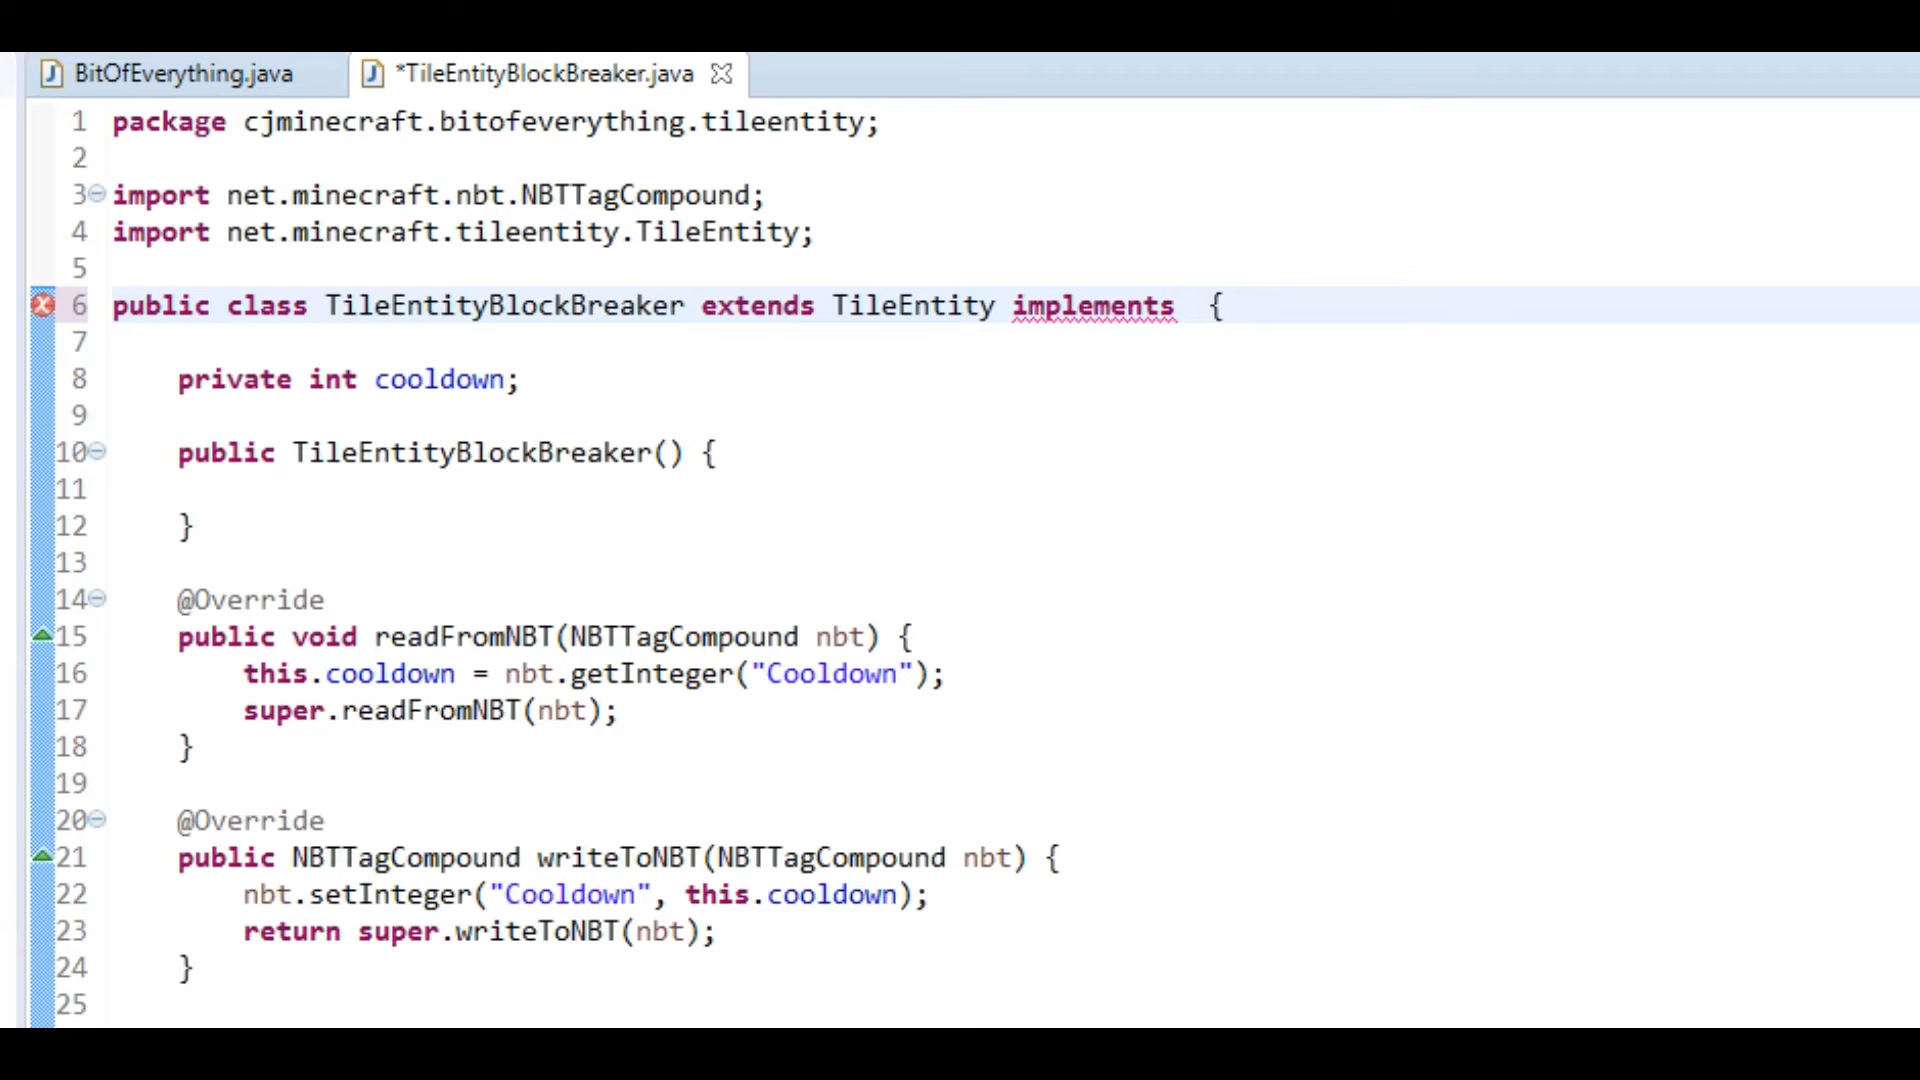 BitOfEverything.java *TileEntityBlockBreaker.java
1 package cjminecraft.bitofeverything.tileentity;
2
3 import net.minecraft.nbt.NBTTagCompound;
4 import net.minecraft.tileentity.TileEntity;
5
6 public class TileEntityBlockBreaker extends TileEntity implements  {
7
8     private int cooldown;
9
10     public TileEntityBlockBreaker() {
11
12     }
13
14     @Override
15     public void readFromNBT(NBTTagCompound nbt) {
16         this.cooldown = nbt.getInteger("Cooldown");
17         super.readFromNBT(nbt);
18     }
19
20     @Override
21     public NBTTagCompound writeToNBT(NBTTagCompound nbt) {
22         nbt.setInteger("Cooldown", this.cooldown);
23         return super.writeToNBT(nbt);
24     }
25